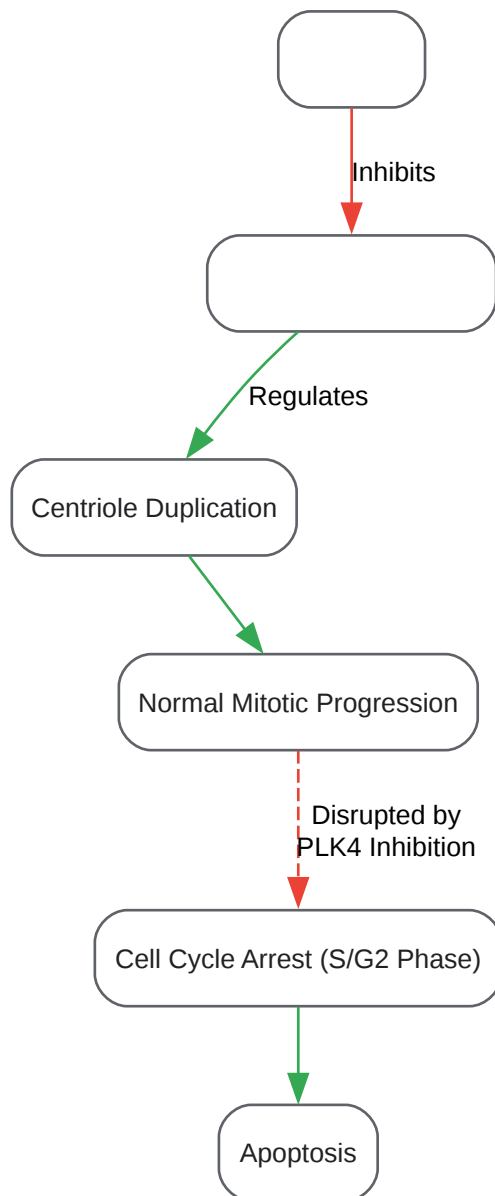 Inhibits
Regulates
Centriole Duplication
Normal Mitotic Progression
Disrupted by
PLK4 Inhibition
Cell Cycle Arrest (S/G2 Phase)
Apoptosis